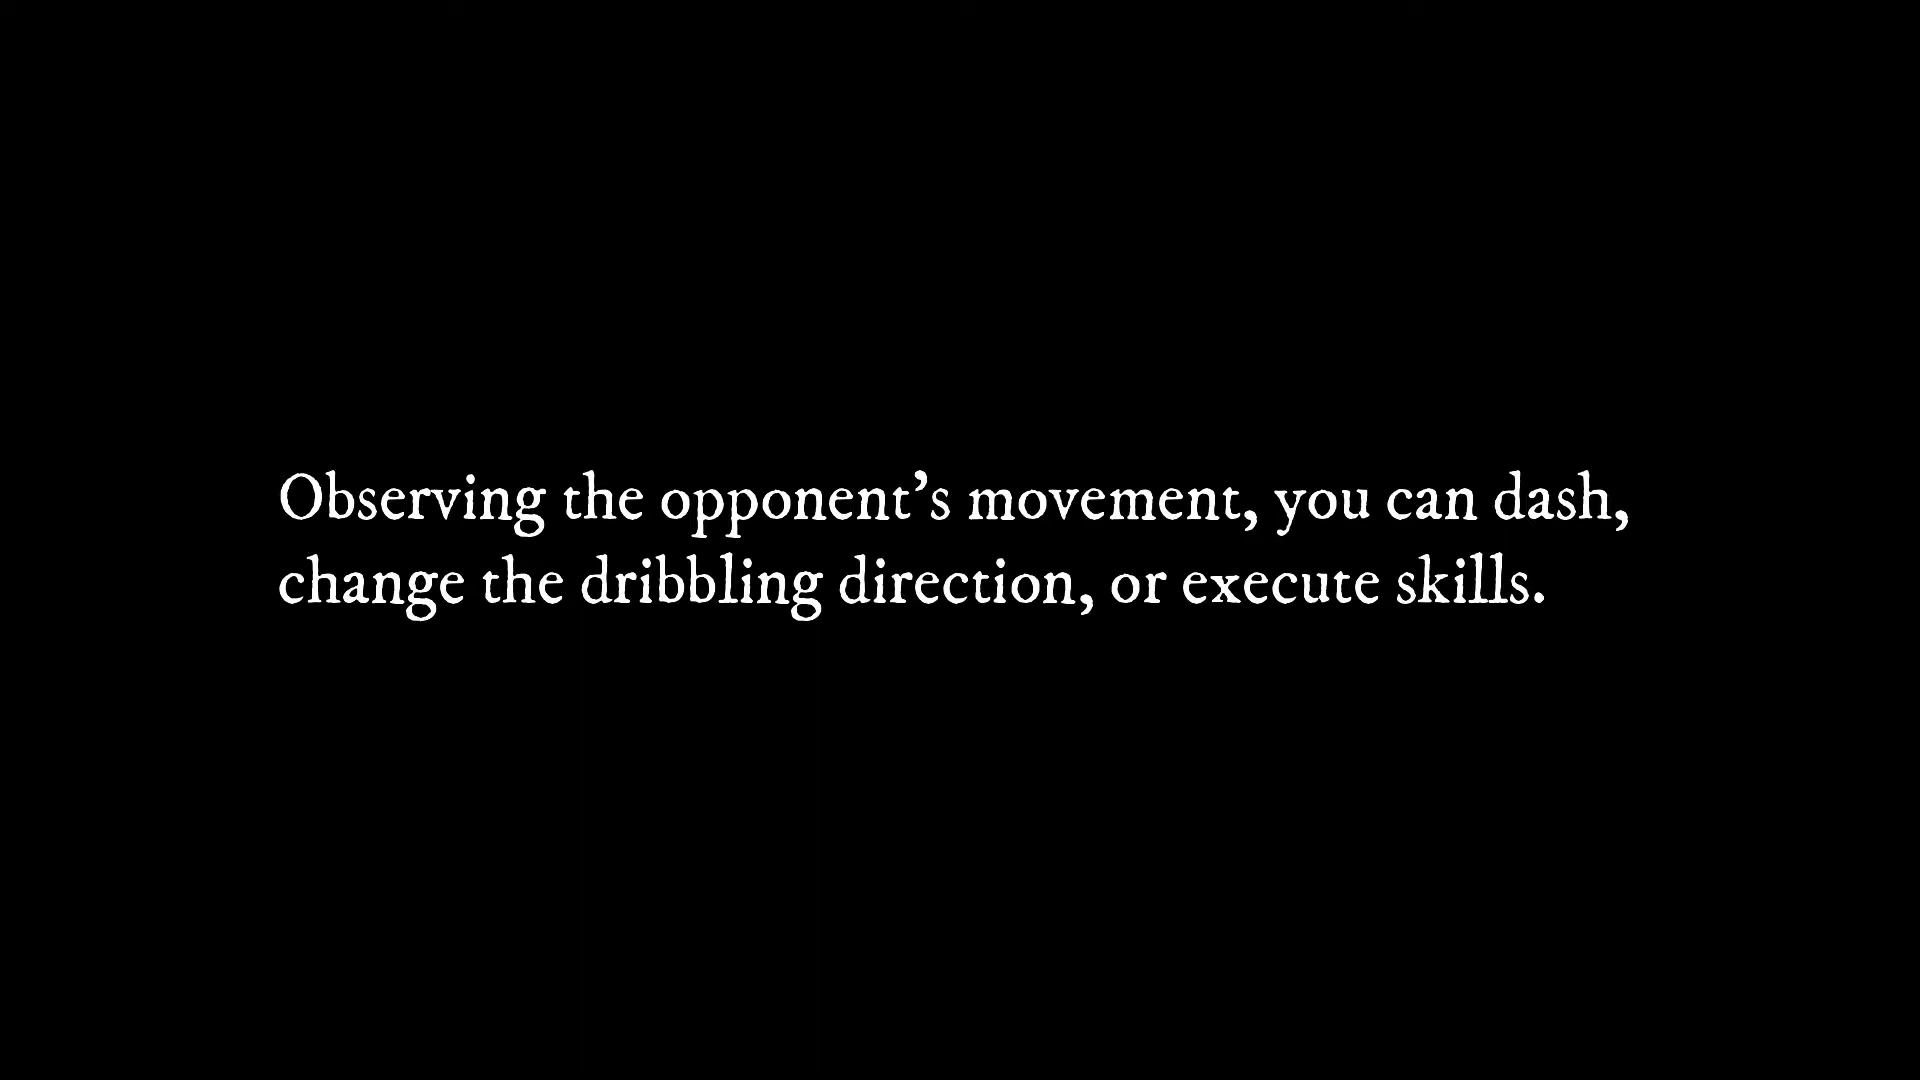 Observing the opponent’s movement, you can dash,
change the dribbling direction, or execute skills.